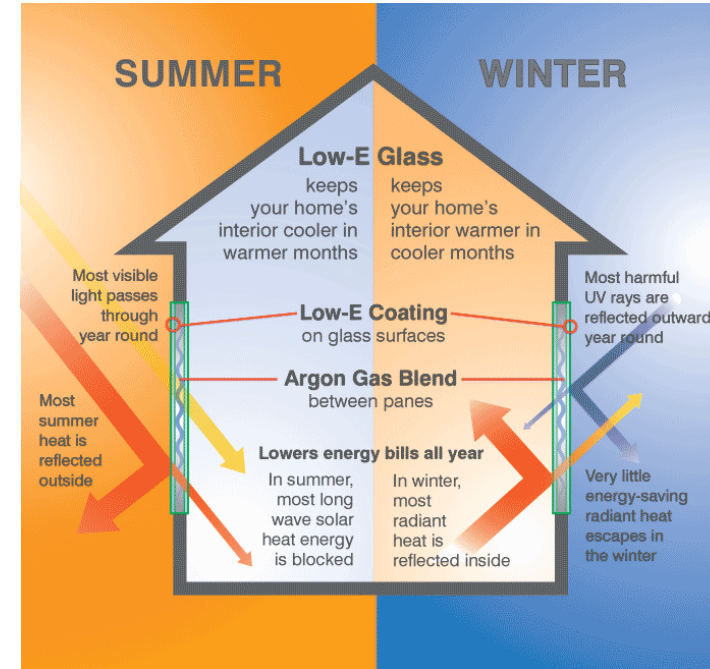 SUMMER
WINTER
Low-E Glass
keeps
your home's
interior cooler in
warmer months
keeps
your home's
interior warmer in
cooler months
Most visible
light passes
through
year round
Most harmful
UV rays are
reflected outward
year round
Low-E Coating
on glass surfaces
Argon Gas Blend
between panes
Most
summer
heat is
reflected
outside
Lowers energy bills all year
In summer,
most long
wave solar
heat energy
is blocked
In winter,
most
radiant
heat is
reflected inside
Very little
energy-saving
radiant heat
escapes in
the winter